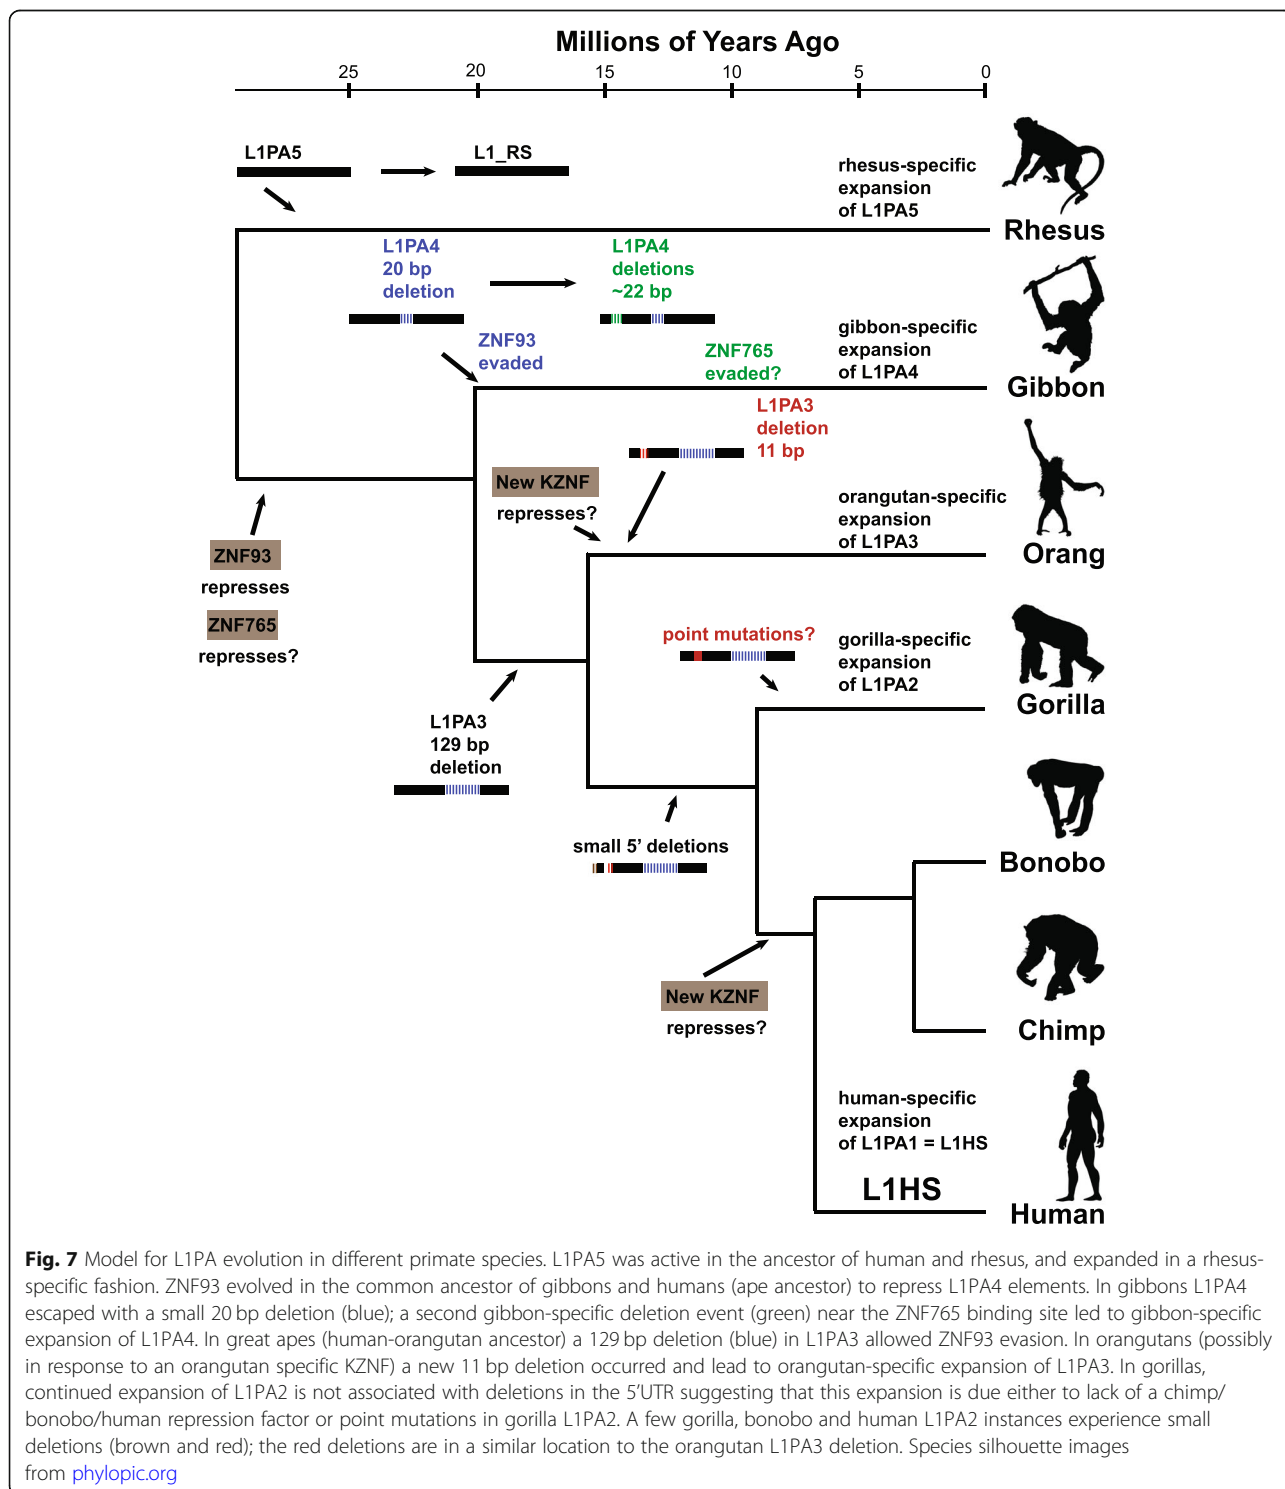 Millions of Years Ago
25 20 15 10 5 0
L1PA5
L1_RS
rhesus-specific
expansion
of L1PA5
Rhesus
L1PA4
20 bp
deletion
L1PA4
deletions
~22 bp
ZNF93
evaded
ZNF765
evaded?
gibbon-specific
expansion
of L1PA4
Gibbon
L1PA3
deletion
11 bp
New KZNF
represses?
orangutan-specific
expansion
of L1PA3
Orang
ZNF93
represses
ZNF765
represses?
point mutations?
gorilla-specific
expansion
of L1PA2
Gorilla
L1PA3
129 bp
deletion
small 5’ deletions
Bonobo
New KZNF
represses?
Chimp
human-specific
expansion
of L1PA1 = L1HS
L1HS
Human
Fig. 7 Model for L1PA evolution in different primate species. L1PA5 was active in the ancestor of human and rhesus, and expanded in a rhesus-
specific fashion. ZNF93 evolved in the common ancestor of gibbons and humans (ape ancestor) to repress L1PA4 elements. In gibbons L1PA4
escaped with a small 20 bp deletion (blue); a second gibbon-specific deletion event (green) near the ZNF765 binding site led to gibbon-specific
expansion of L1PA4. In great apes (human-orangutan ancestor) a 129 bp deletion (blue) in L1PA3 allowed ZNF93 evasion. In orangutans (possibly
in response to an orangutan specific KZNF) a new 11 bp deletion occurred and lead to orangutan-specific expansion of L1PA3. In gorillas,
continued expansion of L1PA2 is not associated with deletions in the 5’UTR suggesting that this expansion is due either to lack of a chimp/
bonobo/human repression factor or point mutations in gorilla L1PA2. A few gorilla, bonobo and human L1PA2 instances experience small
deletions (brown and red); the red deletions are in a similar location to the orangutan L1PA3 deletion. Species silhouette images
from phylopic.org